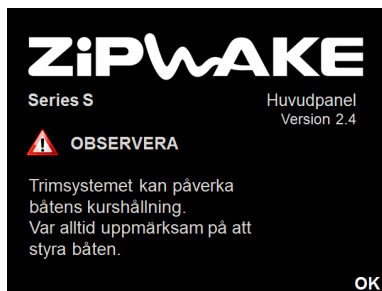 ZIPWAKE
Series S
Huvudpanel
Version 2.4
OBSERVERA
Trimsystemet kan påverka
båtens kurshållning.
Var alltid uppmärksam på att
styra båten.
OK